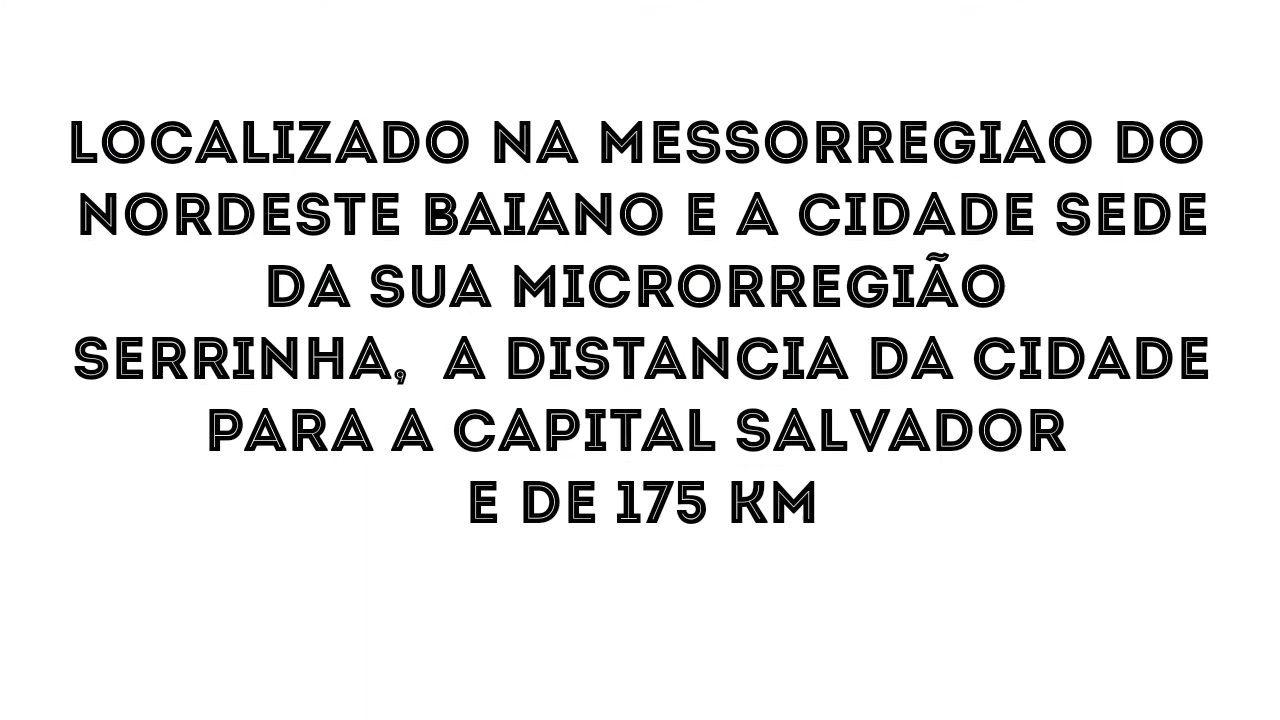 LOCALIZADO NA MESSORREGIAO DO
NORDESTE BAIANO E A CIDADE SEDE
DA SUA MICRORREGIÃO
SERRINHA,  A DISTANCIA DA CIDADE
PARA A CAPITAL SALVADOR
E DE 175 KM